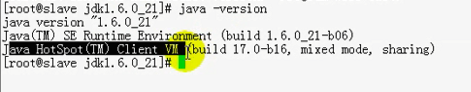 [root@slave jdk1.6.0_21]# java -version
java version "1.6.0_21"
Java(TM) SE Runtime Environment (build 1.6.0_21-b06)
Java HotSpot(TM) Client VM (build 17.0-b16, mixed mode, sharing)
[root@slave jdk1.6.0_21]#